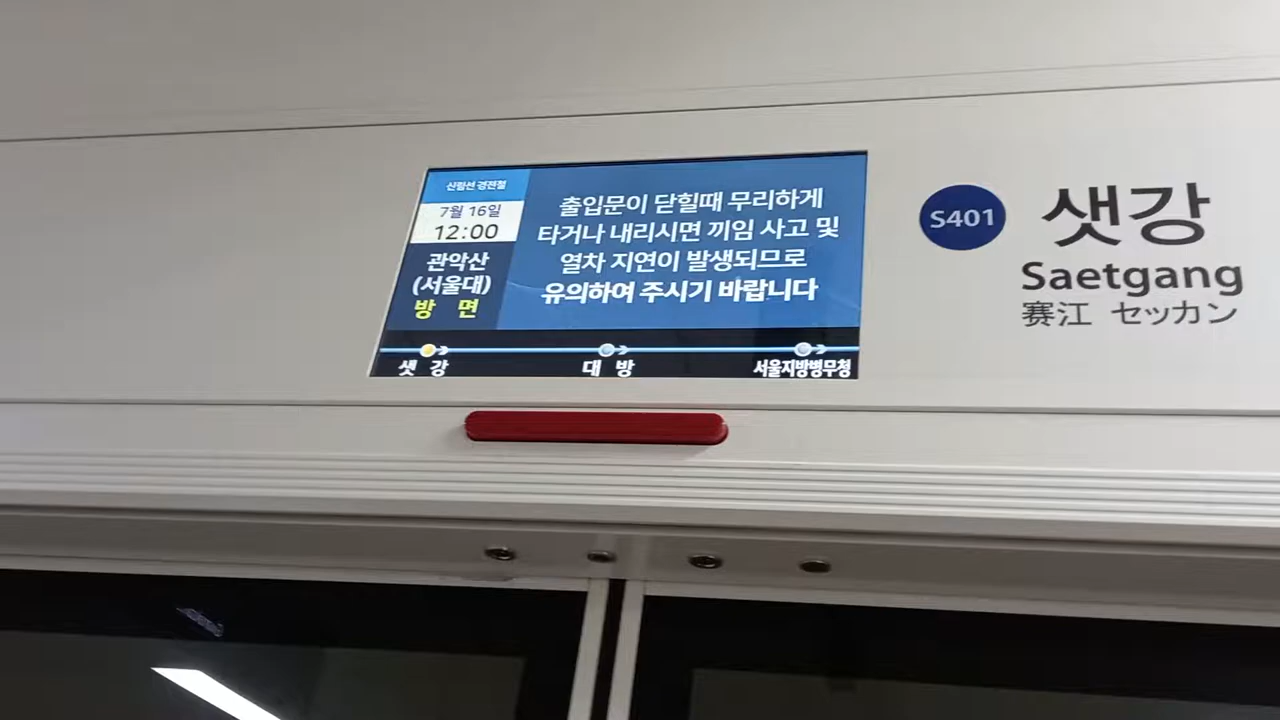 신림선 경전철
7월 16일
12:00
관악산
(서울대)
방 면
출입문이 닫힐때 무리하게
타거나 내리시면 끼임 사고 및
열차 지연이 발생되므로
유의하여 주시기 바랍니다
샛 강
대 방
서울지방병무청
S401
샛강
Saetgang
赛江 セッカン